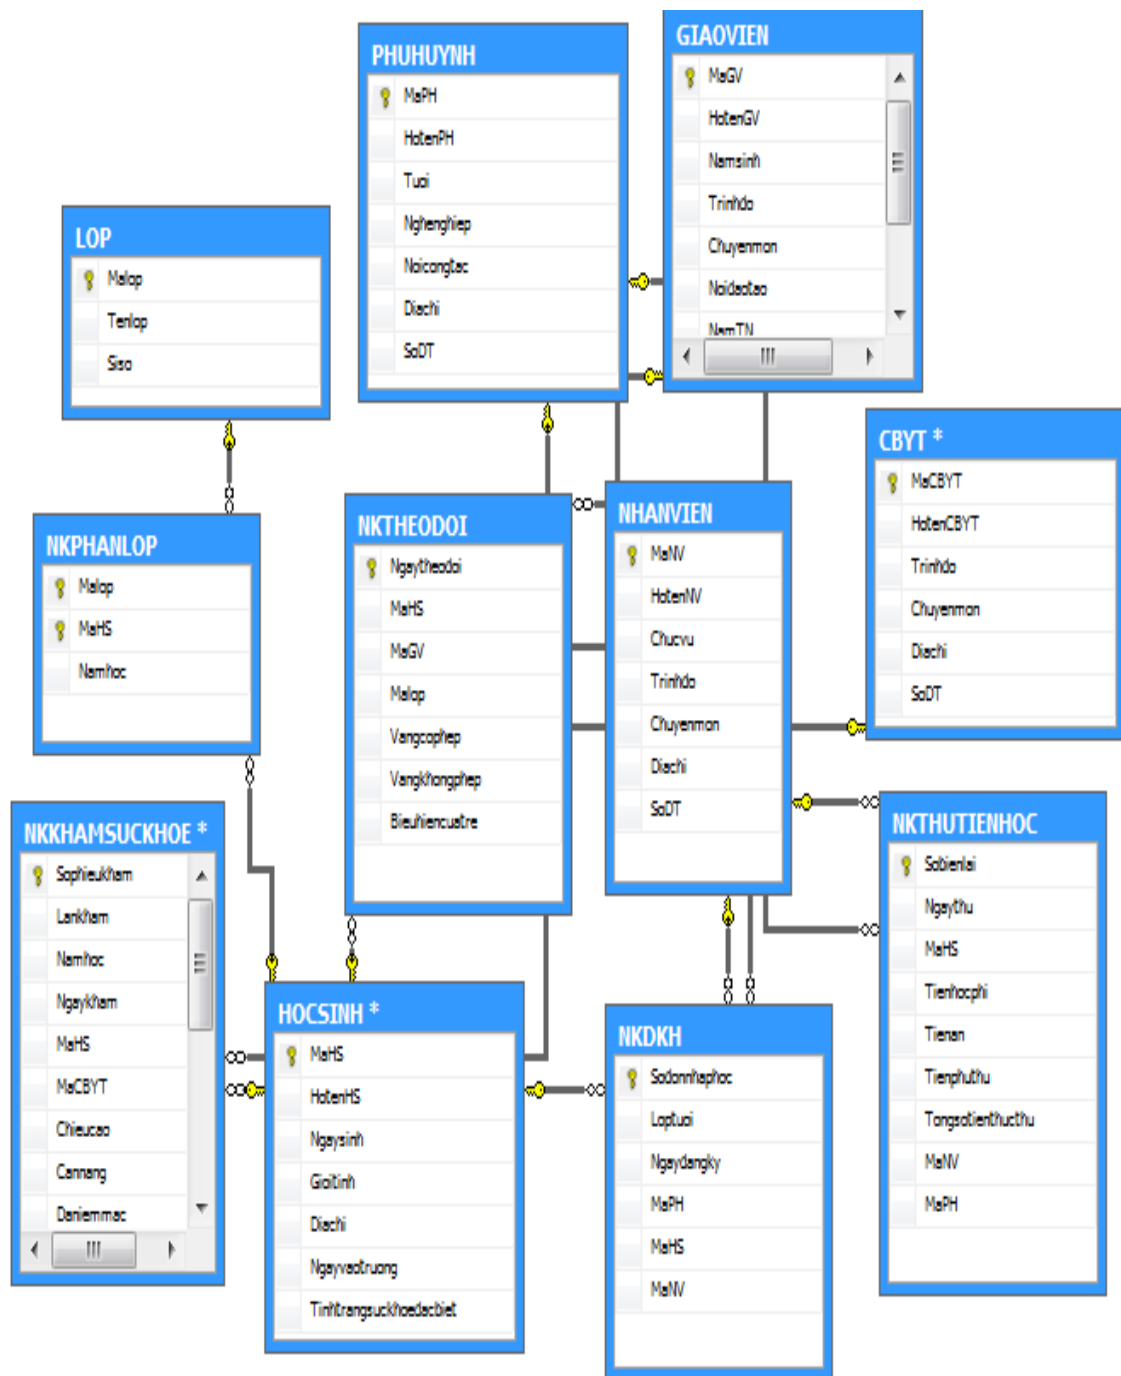 PHUHUYNH
MaPH
HotenPH
Tuoi
Nghenghiep
Noicongtac
Diachi
SoDT
GIAOVIEN
MaGV
HotenGV
Namsinh
Trinhdo
Chuyenmon
Noidaotao
NamTN
LOP
Malop
Tenlop
Siso
CBYT *
MaCBYT
HotenCBYT
Trinhdo
Chuyenmon
Diachi
SoDT
NKPHANLOP
Malop
MaHS
Namhoc
NKTHEODOI
Ngaytheodoi
MaHS
MaGV
Malop
Vangcophep
Vangkhongphep
Bieuhiencuatre
NHANVIEN
MaNV
HotenNV
Chucvu
Trinhdo
Chuyenmon
Diachi
SoDT
NKKHAMSUCKHOE *
Sophieukham
Lankham
Namhoc
Ngaykham
MaHS
MaCBYT
Chieucao
Cannang
Daniemmac
HOCSINH *
MaHS
HotenHS
Ngaysinh
Gioitinh
Diachi
Ngayvaotruong
Tinhtrangsuckhoedacbiet
NKDKH
Sodonnhaphoc
Loptuoi
Ngaydangky
MaPH
MaHS
MaNV
NKTHUTIENHOC
Sobienlai
Ngaythu
MaHS
Tienhocphi
Tienan
Tienphuthu
Tongsotienthucthu
MaNV
MaPH